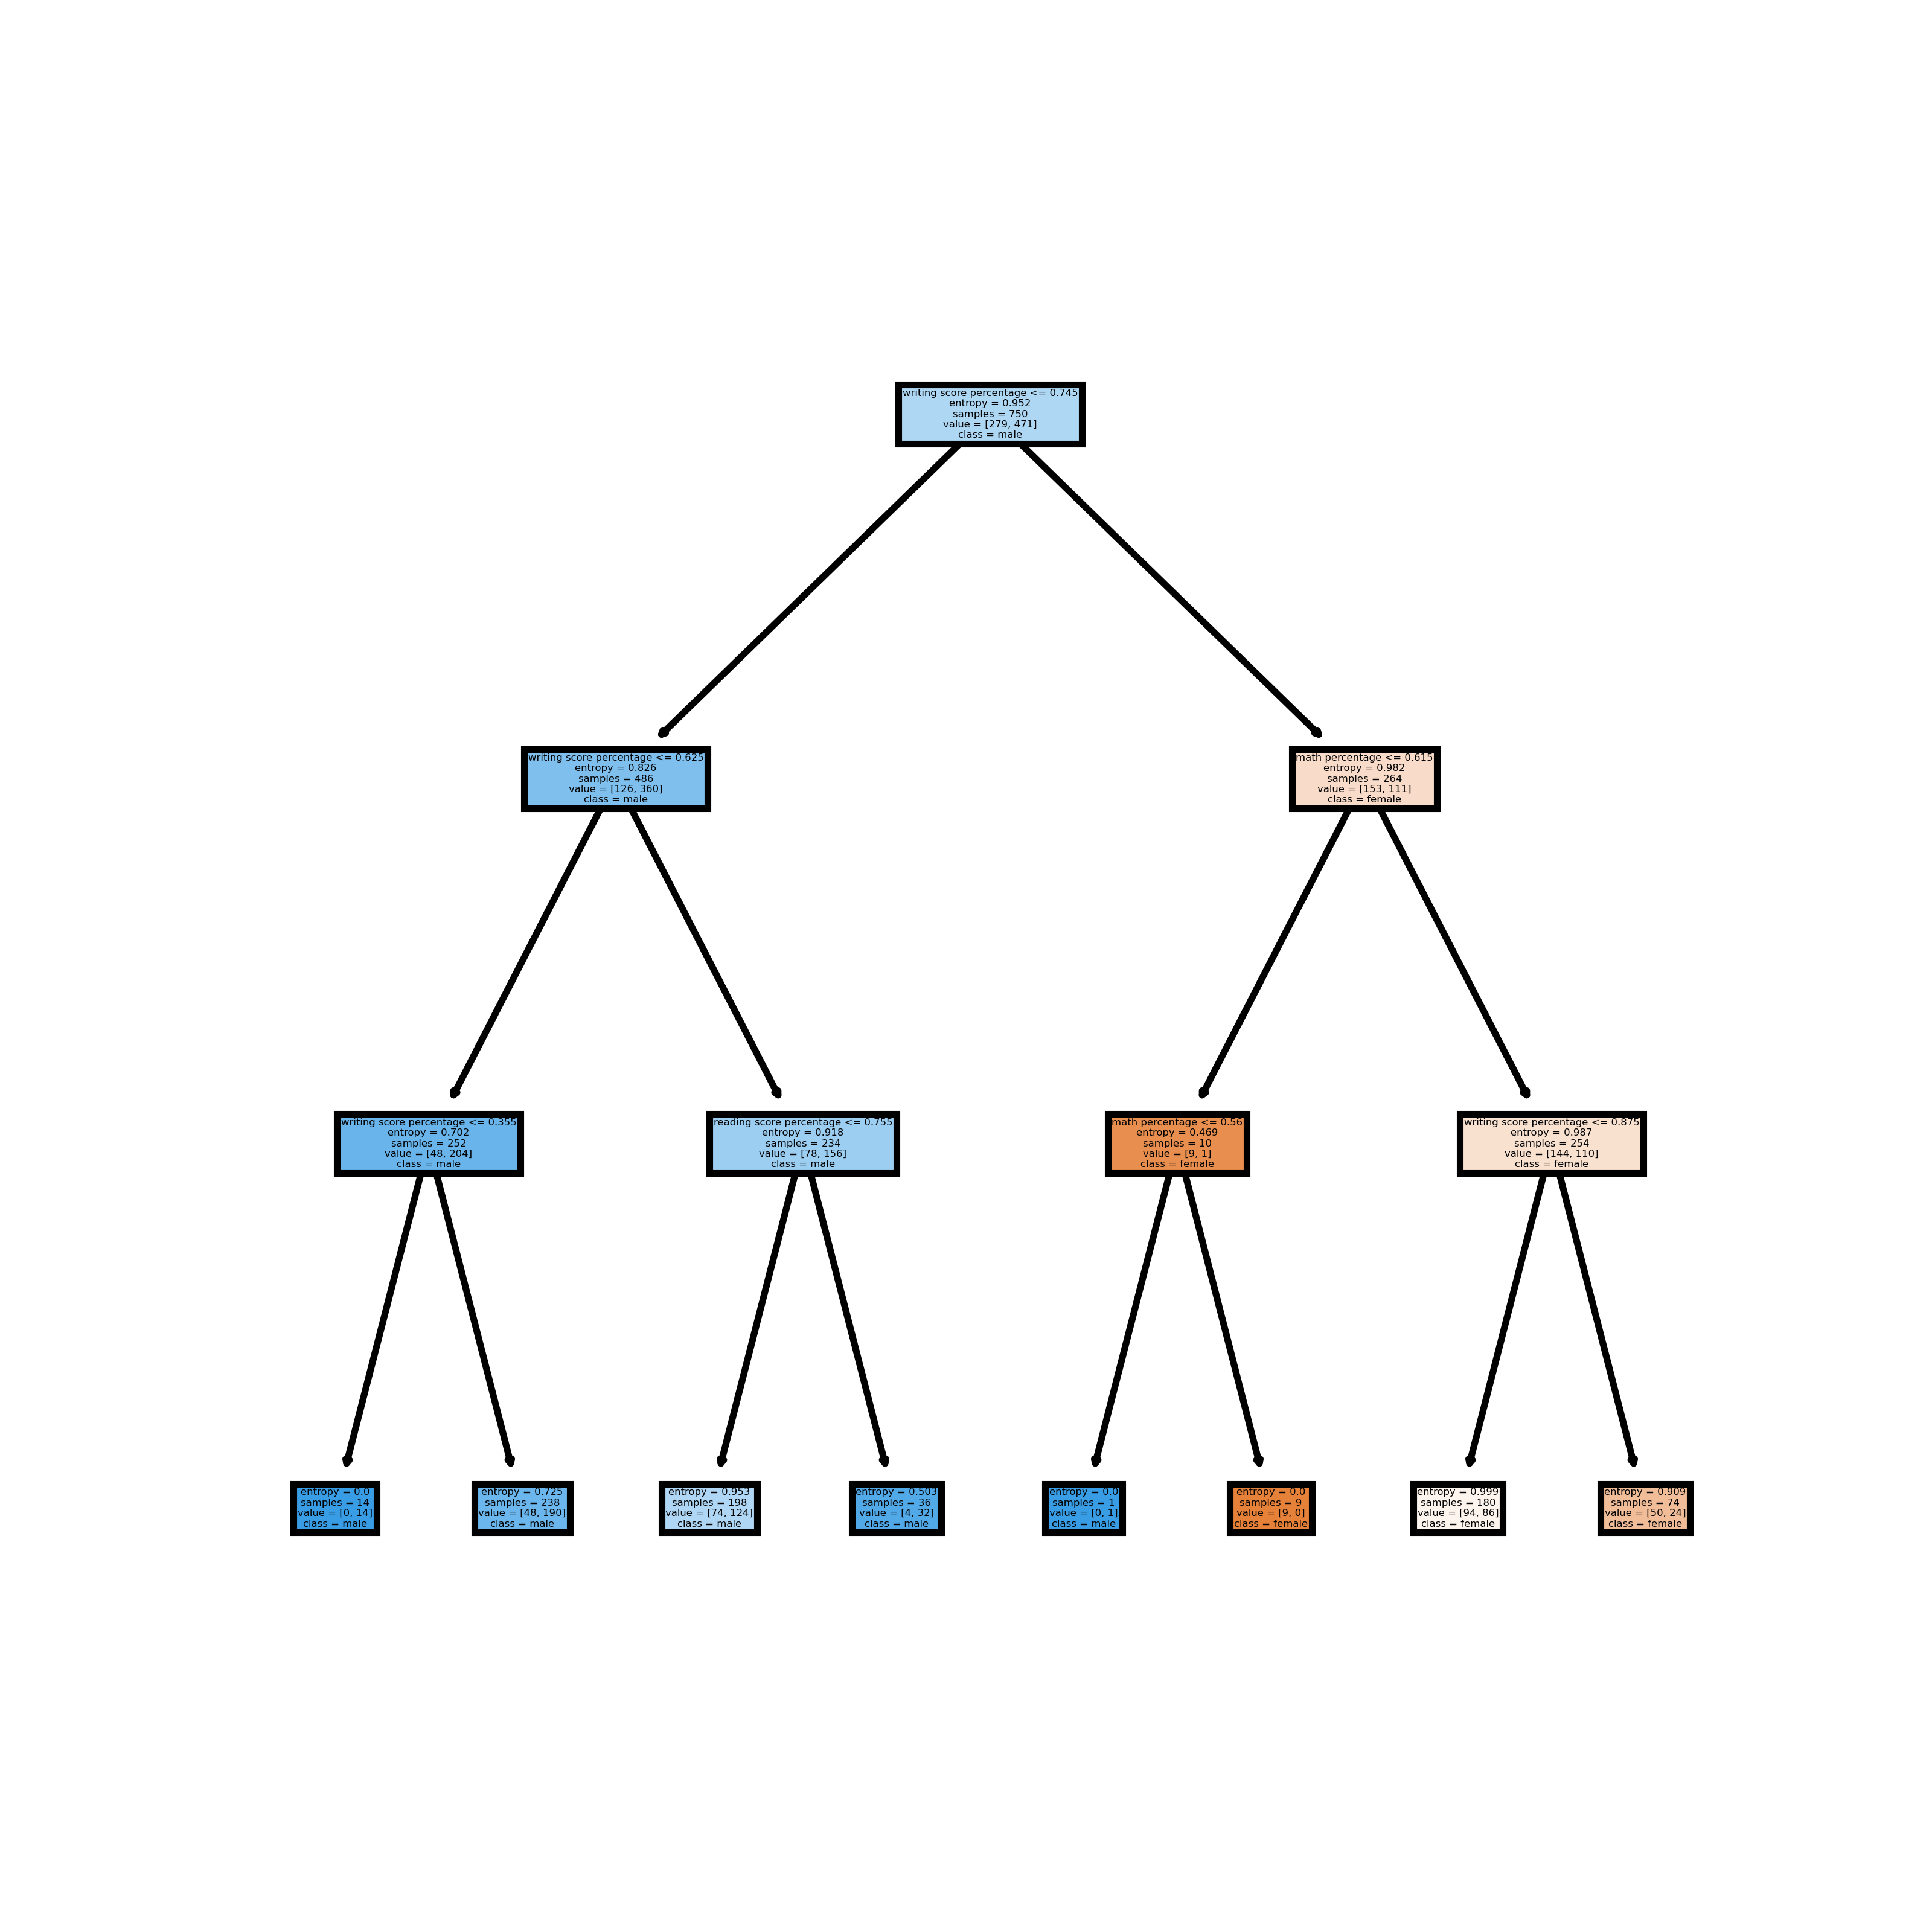 writing score percentage <= 0.745
entropy = 0.952
samples = 750
value = [279, 471]
class = male
writing score percentage <= 0.625
entropy = 0.826
samples = 486
value = [126, 360]
class = male
math percentage <= 0.615
entropy = 0.982
samples = 264
value = [153, 111]
class = female
writing score percentage <= 0.355
entropy = 0.702
samples = 252
value = [48, 204]
class = male
reading score percentage <= 0.755
entropy = 0.918
samples = 234
value = [78, 156]
class = male
math percentage <= 0.56
entropy = 0.469
samples = 10
value = [9, 1]
class = female
writing score percentage <= 0.875
entropy = 0.987
samples = 254
value = [144, 110]
class = female
entropy = 0.0
samples = 14
value = [0, 14]
class = male
entropy = 0.725
samples = 238
value = [48, 190]
class = male
entropy = 0.953
samples = 198
value = [74, 124]
class = male
entropy = 0.503
samples = 36
value = [4, 32]
class = male
entropy = 0.0
samples = 1
value = [0, 1]
class = male
entropy = 0.0
samples = 9
value = [9, 0]
class = female
entropy = 0.999
samples = 180
value = [94, 86]
class = female
entropy = 0.909
samples = 74
value = [50, 24]
class = female